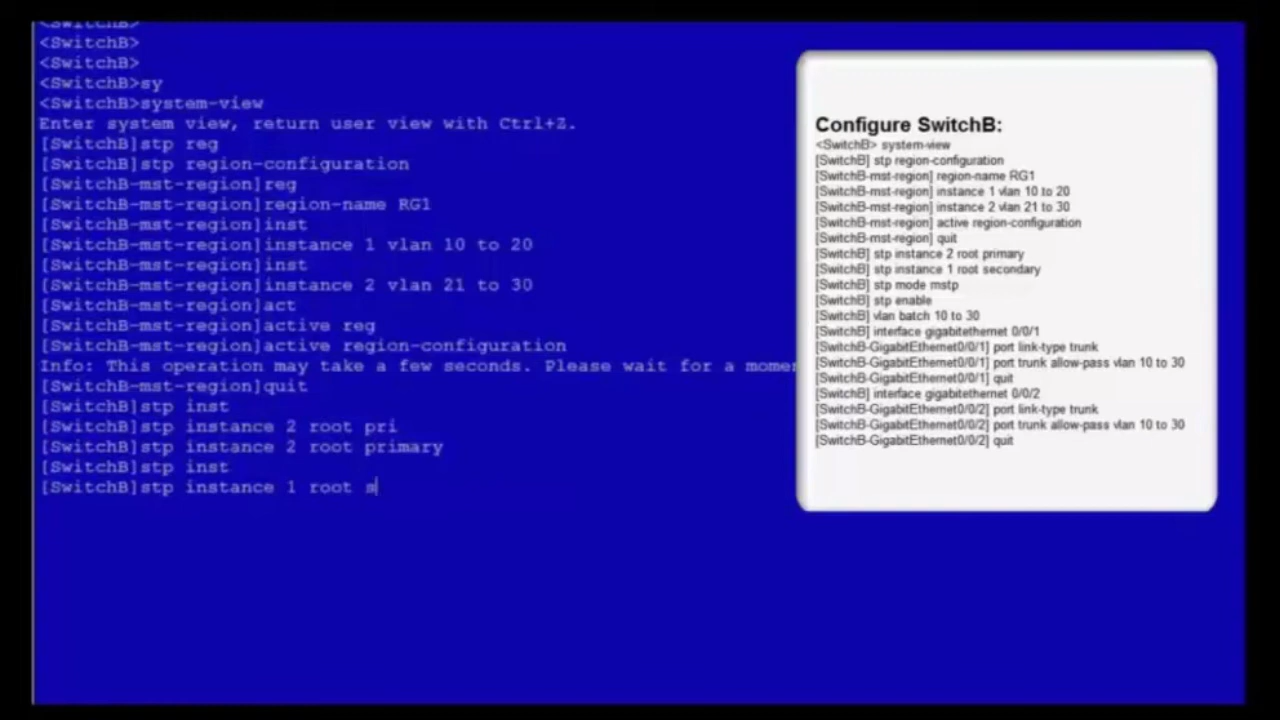 <SwitchB>
<SwitchB>
<SwitchB>
<SwitchB>sy
<SwitchB>system-view
Enter system view, return user view with Ctrl+Z.
[SwitchB]stp reg
[SwitchB]stp region-configuration
[SwitchB-mst-region]reg
[SwitchB-mst-region]region-name RG1
[SwitchB-mst-region]inst
[SwitchB-mst-region]instance 1 vlan 10 to 20
[SwitchB-mst-region]inst
[SwitchB-mst-region]instance 2 vlan 21 to 30
[SwitchB-mst-region]act
[SwitchB-mst-region]active reg
[SwitchB-mst-region]active region-configuration
Info: This operation may take a few seconds. Please wait for a momen
[SwitchB-mst-region]quit
[SwitchB]stp inst
[SwitchB]stp instance 2 root pri
[SwitchB]stp instance 2 root primary
[SwitchB]stp inst
[SwitchB]stp instance 1 root s
Configure SwitchB:
<SwitchB> system-view
[SwitchB] stp region-configuration
[SwitchB-mst-region] region-name RG1
[SwitchB-mst-region] instance 1 vlan 10 to 20
[SwitchB-mst-region] instance 2 vlan 21 to 30
[SwitchB-mst-region] active region-configuration
[SwitchB-mst-region] quit
[SwitchB] stp instance 2 root primary
[SwitchB] stp instance 1 root secondary
[SwitchB] stp mode mstp
[SwitchB] stp enable
[SwitchB] vlan batch 10 to 30
[SwitchB] interface gigabitethernet 0/0/1
[SwitchB-GigabitEthernet0/0/1] port link-type trunk
[SwitchB-GigabitEthernet0/0/1] port trunk allow-pass vlan 10 to 30
[SwitchB-GigabitEthernet0/0/1] quit
[SwitchB] interface gigabitethernet 0/0/2
[SwitchB-GigabitEthernet0/0/2] port link-type trunk
[SwitchB-GigabitEthernet0/0/2] port trunk allow-pass vlan 10 to 30
[SwitchB-GigabitEthernet0/0/2] quit